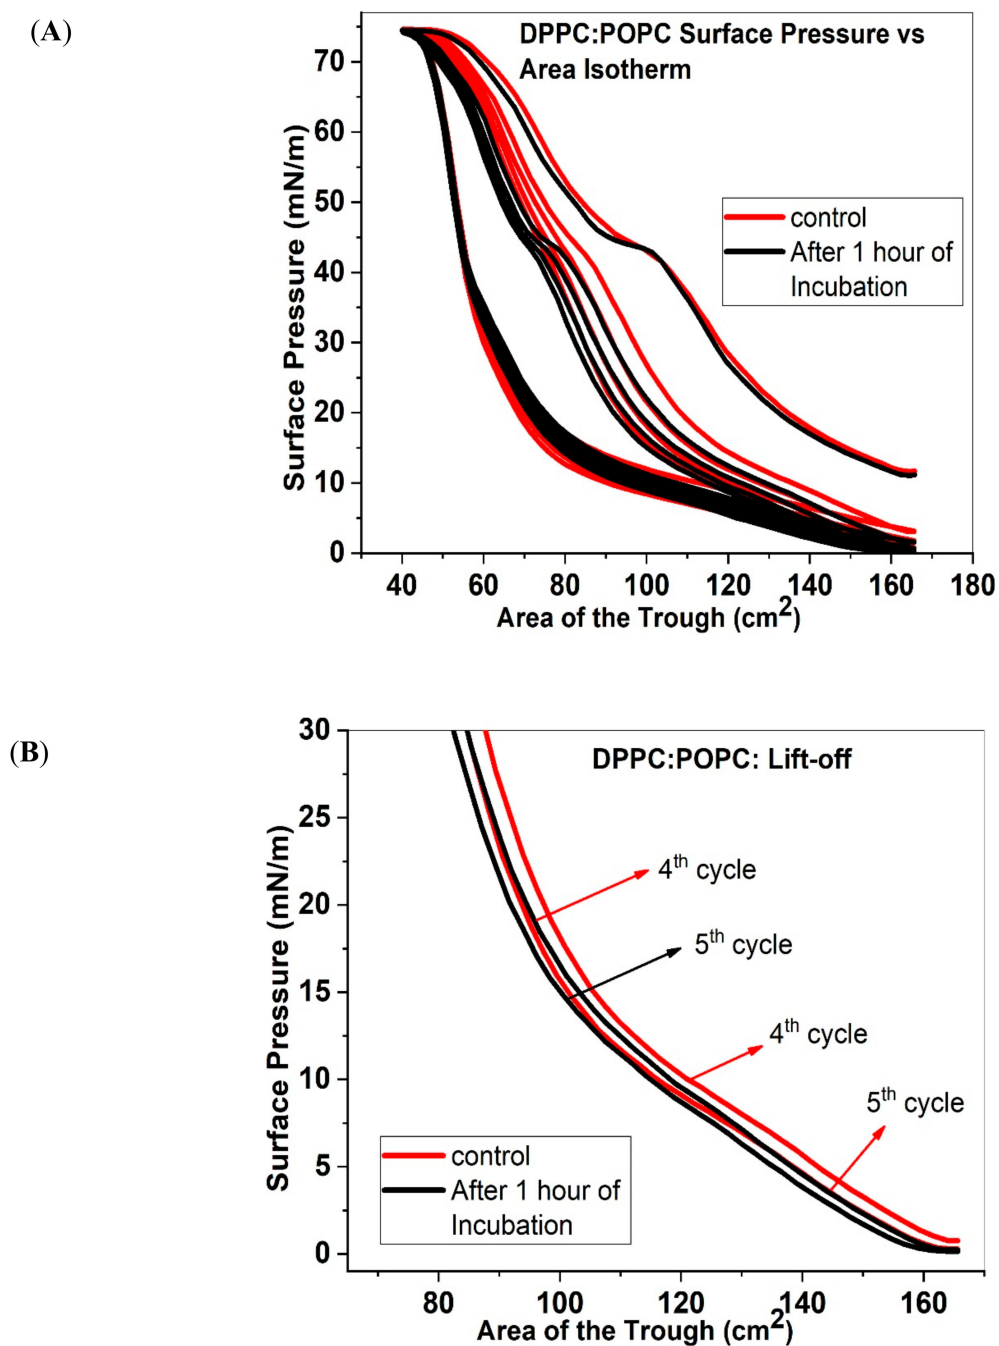 (A)
DPPC:POPC Surface Pressure vs
Area Isotherm
control
After 1 hour of
Incubation
Surface Pressure (mN/m)
70
60
50
40
30
20
10
0
40 60 80 100 120 140 160 180
Area of the Trough (cm2)
(B)
DPPC:POPC: Lift-off
4th cycle
5th cycle
4th cycle
5th cycle
control
After 1 hour of
Incubation
Surface Pressure (mN/m)
30
25
20
15
10
5
0
80 100 120 140 160
Area of the Trough (cm2)